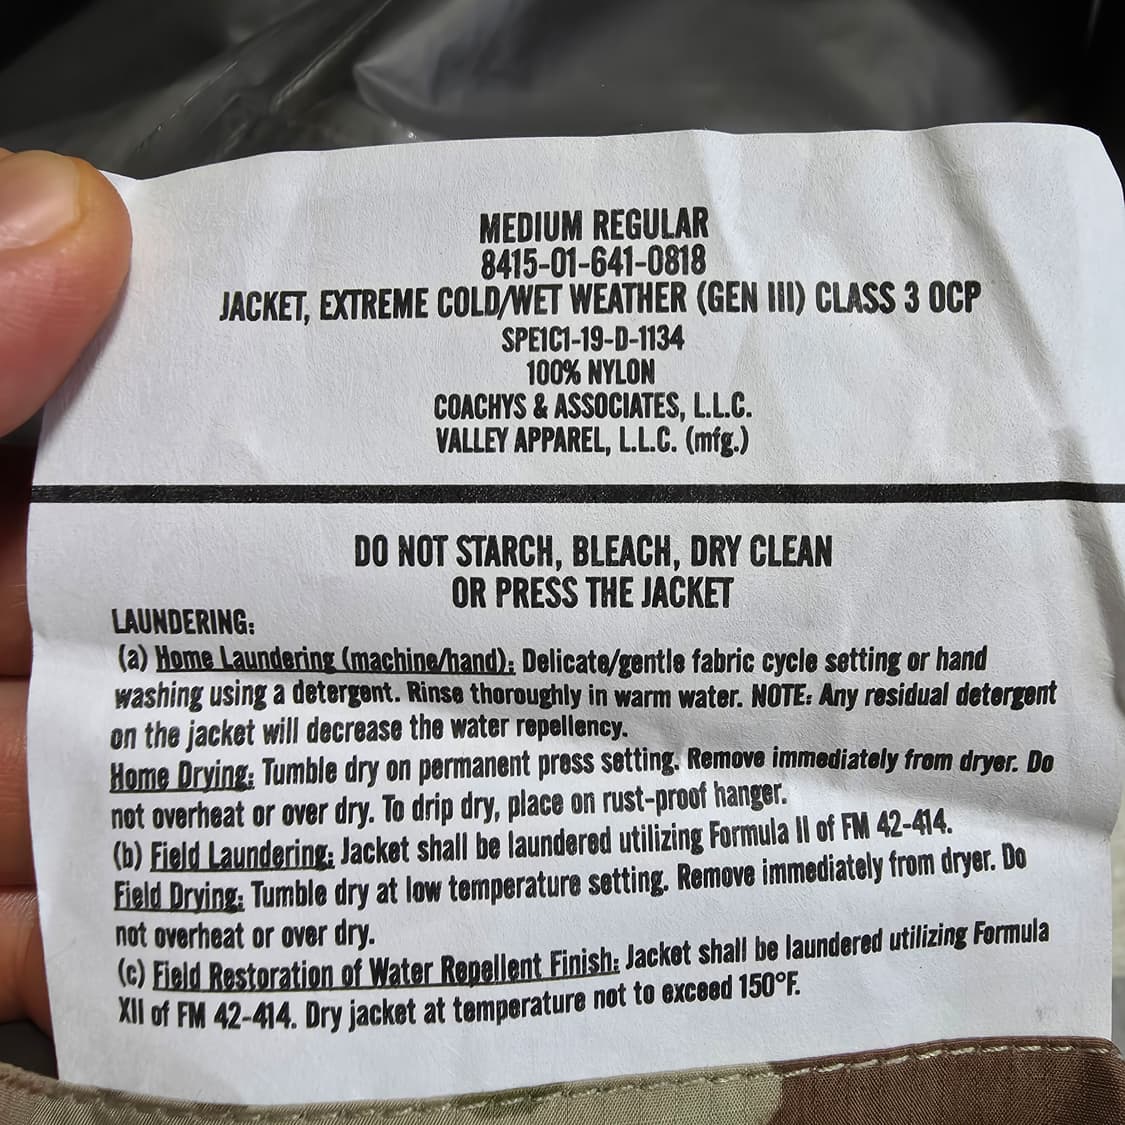 MEDIUM REGULAR
8415-01-641-0818
JACKET, EXTREME COLD/WET WEATHER (GEN III) CLASS 3 OCP
SPE1C1-19-D-1134
100% NYLON
COACHYS & ASSOCIATES, L.L.C.
VALLEY APPAREL, L.L.C. (mfg.)
DO NOT STARCH, BLEACH, DRY CLEAN
OR PRESS THE JACKET
LAUNDERING:
(a) Home Laundering (machine/hand): Delicate/gentle fabric cycle setting or hand
washing using a detergent. Rinse thoroughly in warm water. NOTE: Any residual detergent
on the jacket will decrease the water repellency.
Home Drying: Tumble dry on permanent press setting. Remove immediately from dryer. Do
not overheat or over dry. To drip dry, place on rust-proof hanger.
(b) Field Laundering: Jacket shall be laundered utilizing Formula II of FM 42-414.
Field Drying: Tumble dry at low temperature setting. Remove immediately from dryer. Do
not overheat or over dry.
(c) Field Restoration of Water Repellent Finish: Jacket shall be laundered utilizing Formula
XII of FM 42-414. Dry jacket at temperature not to exceed 150°F.